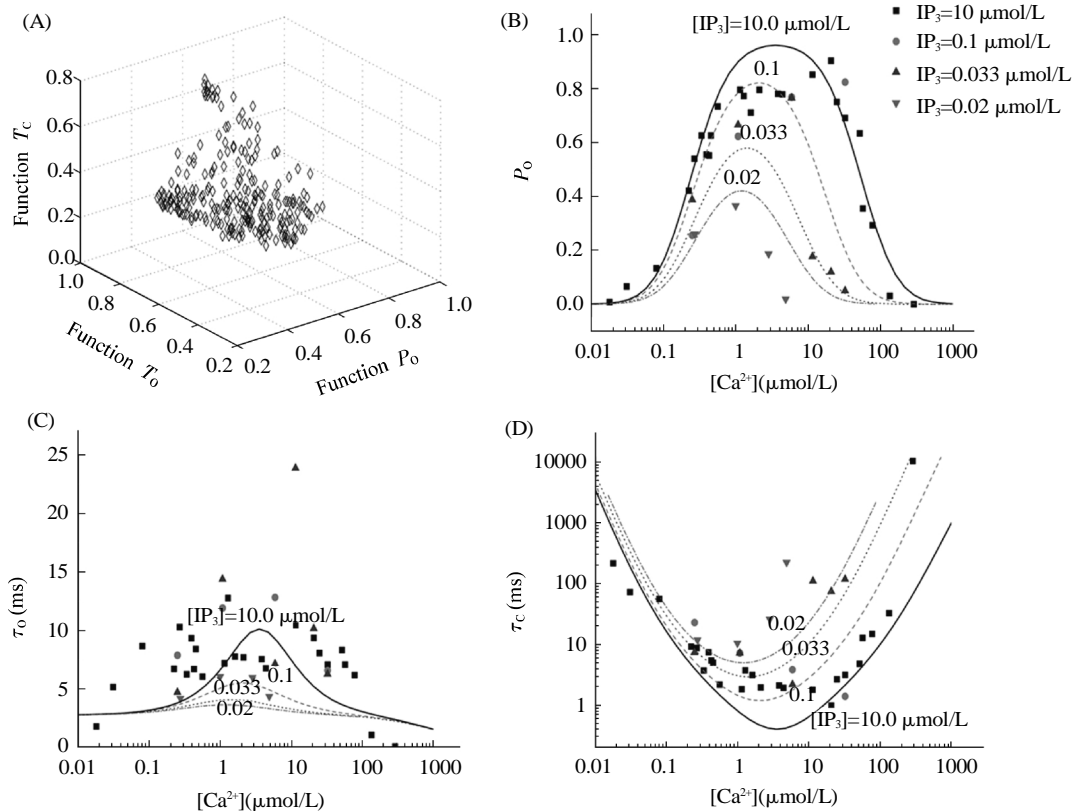 (A)
0.8
0.6
0.4
0.2
0.0
Function T_C
1.0
0.8
0.6
0.4
0.2
Function T_O
0.2
0.4
0.6
0.8
1.0
Function P_O
(B)
[IP3]=10.0 μmol/L
1.0
0.8
0.6
0.4
0.2
0.0
P_O
0.1
0.033
0.02
0.01
0.1
1
10
100
1000
[Ca2+](μmol/L)
IP3=10 μmol/L
IP3=0.1 μmol/L
IP3=0.033 μmol/L
IP3=0.02 μmol/L
(C)
25
20
15
10
5
0
τ_O (ms)
[IP3]=10.0 μmol/L
0.1
0.033
0.02
0.01
0.1
1
10
100
1000
[Ca2+](μmol/L)
(D)
10000
1000
100
10
1
τ_C (ms)
0.02
0.033
0.1
[IP3]=10.0 μmol/L
0.01
0.1
1
10
100
1000
[Ca2+](μmol/L)